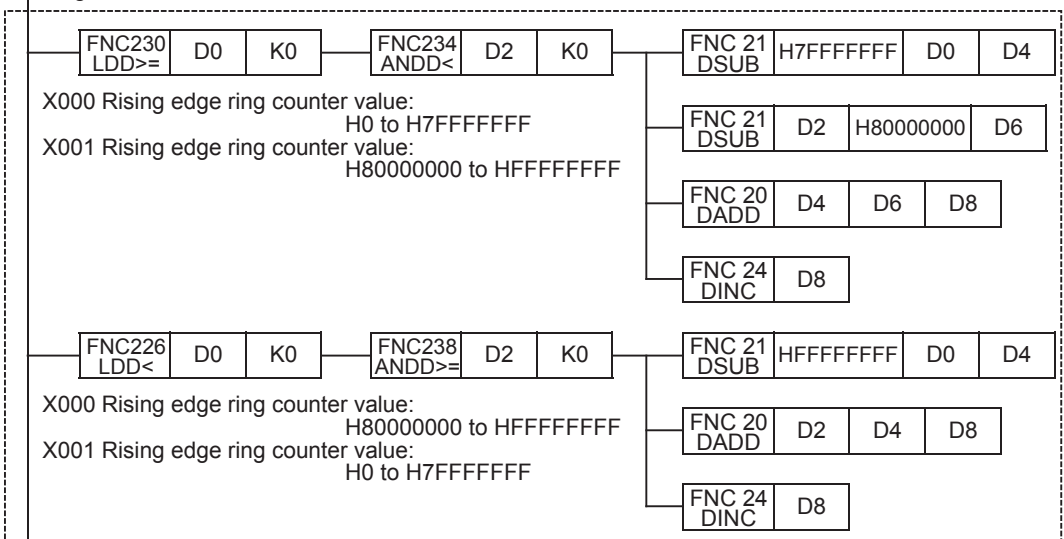 FNC230 LDD>= D0 K0 FNC234 ANDD< D2 K0 FNC 21 DSUB H7FFFFFFF D0 D4
X000 Rising edge ring counter value:
H0 to H7FFFFFFF
X001 Rising edge ring counter value:
H80000000 to HFFFFFFFF
FNC 21 DSUB D2 H80000000 D6
FNC 20 DADD D4 D6 D8
FNC 24 DINC D8
FNC226 LDD< D0 K0 FNC238 ANDD>= D2 K0 FNC 21 DSUB HFFFFFFFF D0 D4
X000 Rising edge ring counter value:
H80000000 to HFFFFFFFF
X001 Rising edge ring counter value:
H0 to H7FFFFFFF
FNC 20 DADD D2 D4 D8
FNC 24 DINC D8